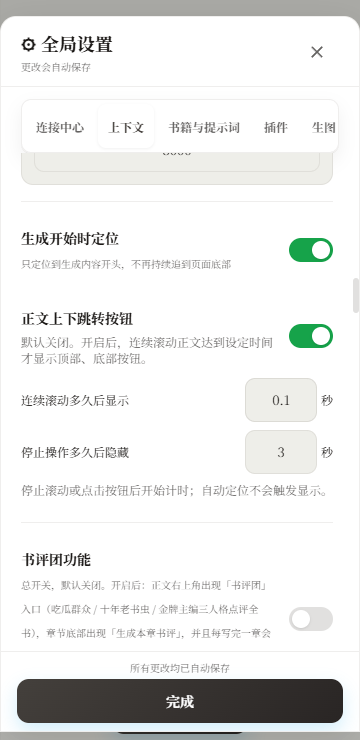 全局设置
更改会自动保存
连接中心 上下文 书籍与提示词 插件 生图
生成开始时定位
只定位到生成内容开头，不再持续追到页面底部
正文上下跳转按钮
默认关闭。开启后，连续滚动正文达到设定时间
才显示顶部、底部按钮。
连续滚动多久后显示 0.1 秒
停止操作多久后隐藏 3 秒
停止滚动或点击按钮后开始计时；自动定位不会触发显示。
书评团功能
总开关，默认关闭。开启后：正文右上角出现「书评团」
入口（吃瓜群众 / 十年老书虫 / 金牌主编三人格点评全
书），章节底部出现「生成本章书评」，并且每写完一章会
所有更改均已自动保存
完成